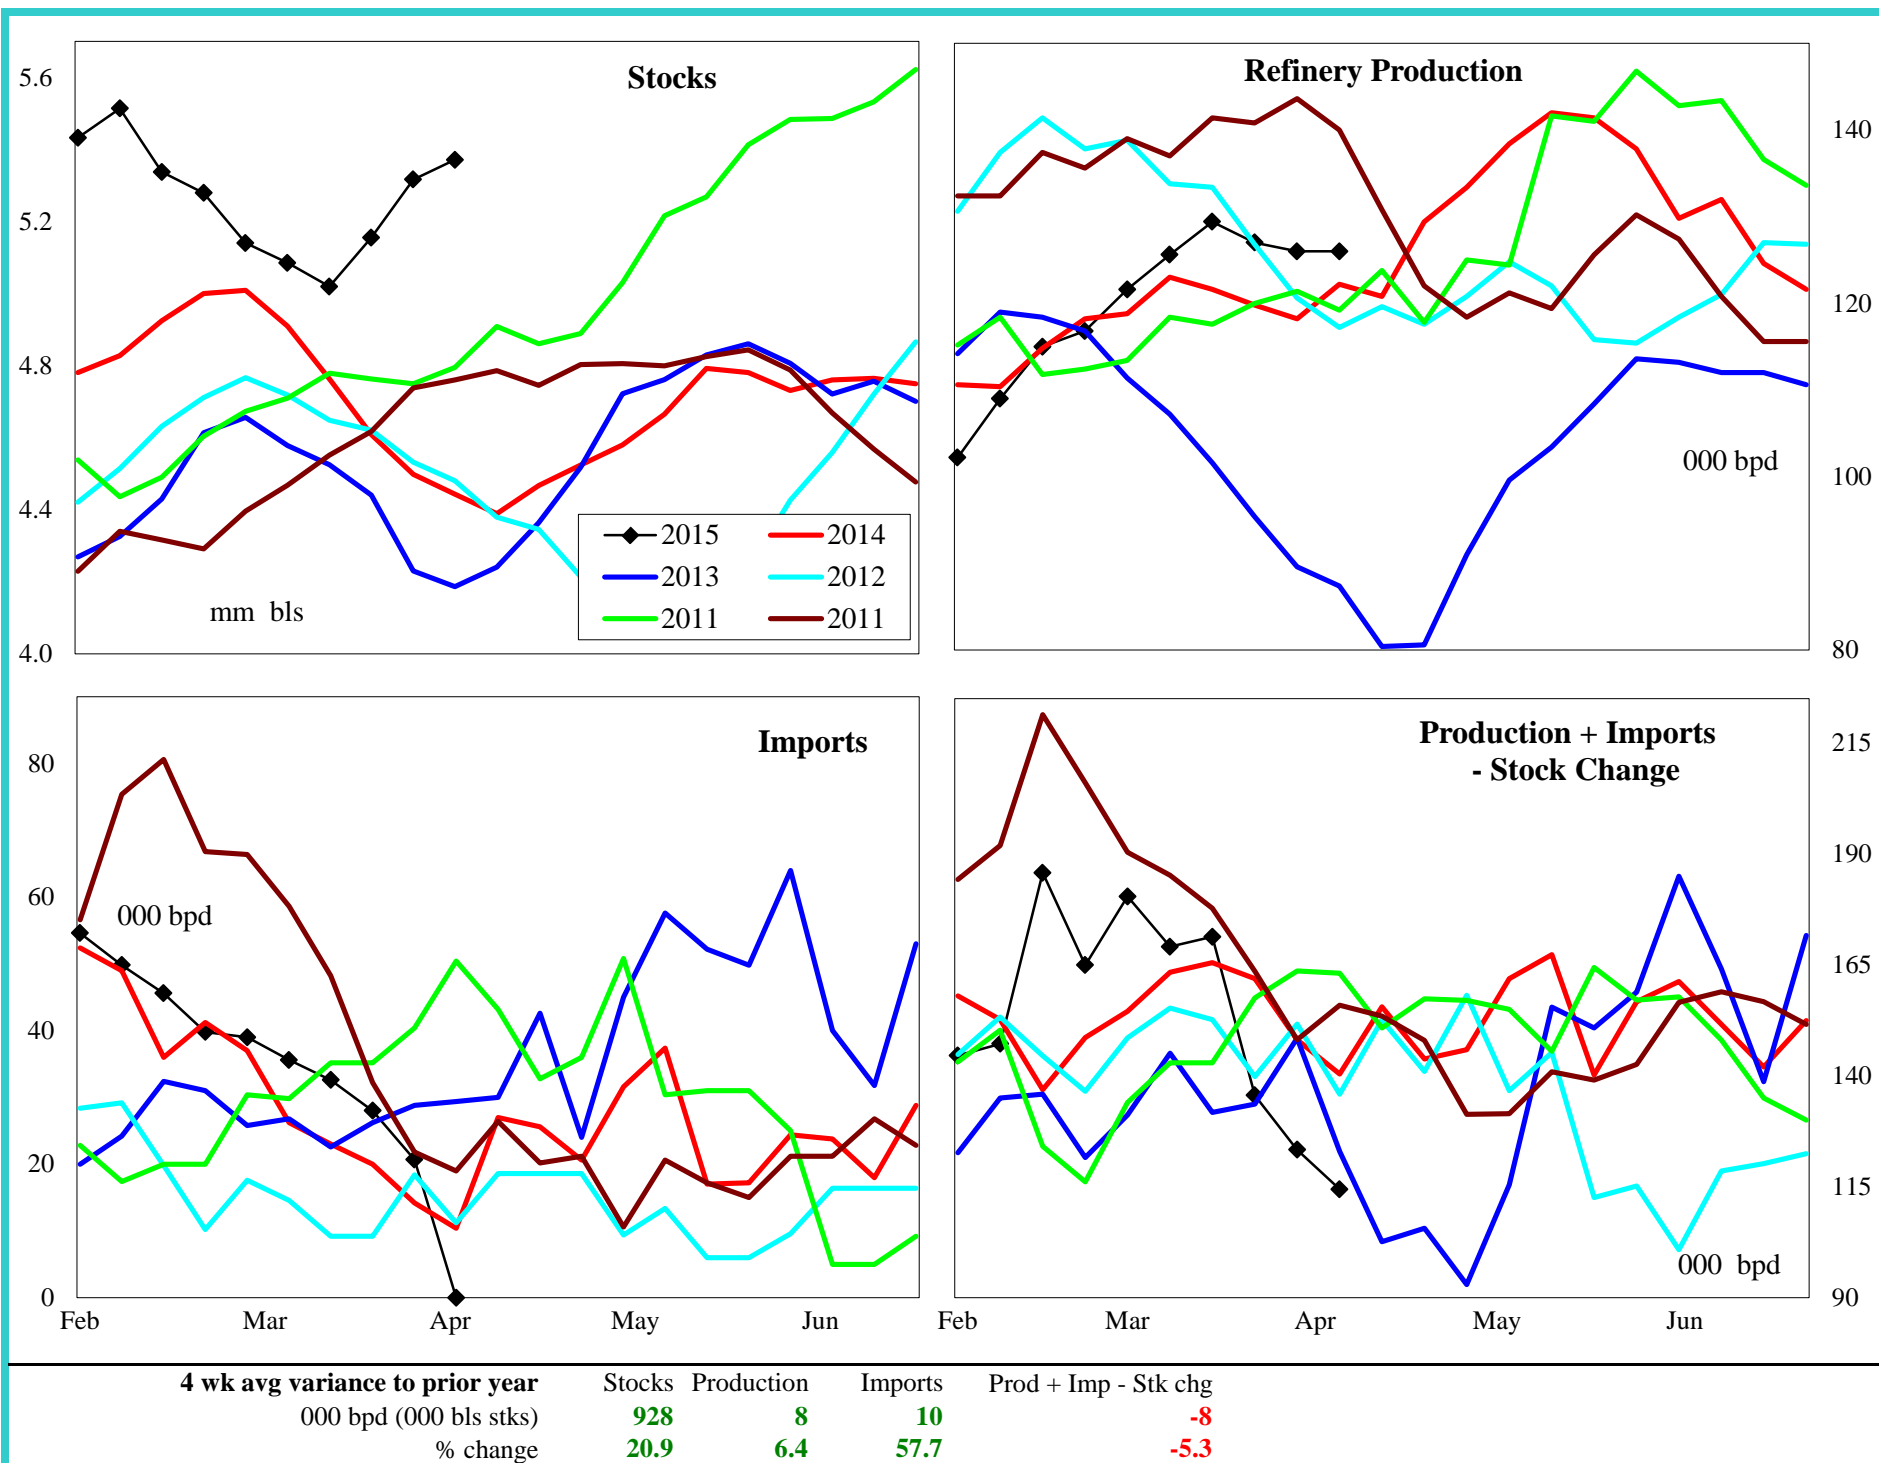 Stocks
5.6
5.2
4.8
4.4
4.0
mm bls
2015 2014
2013 2012
2011 2011
Refinery Production
140
120
100
80
000 bpd
Imports
80
60
40
20
0
000 bpd
Feb Mar Apr May Jun
Production + Imports
- Stock Change
215
190
165
140
115
90
000 bpd
Feb Mar Apr May Jun
4 wk avg variance to prior year Stocks Production Imports Prod + Imp - Stk chg
000 bpd (000 bls stks) 928 8 10 -8
% change 20.9 6.4 57.7 -5.3